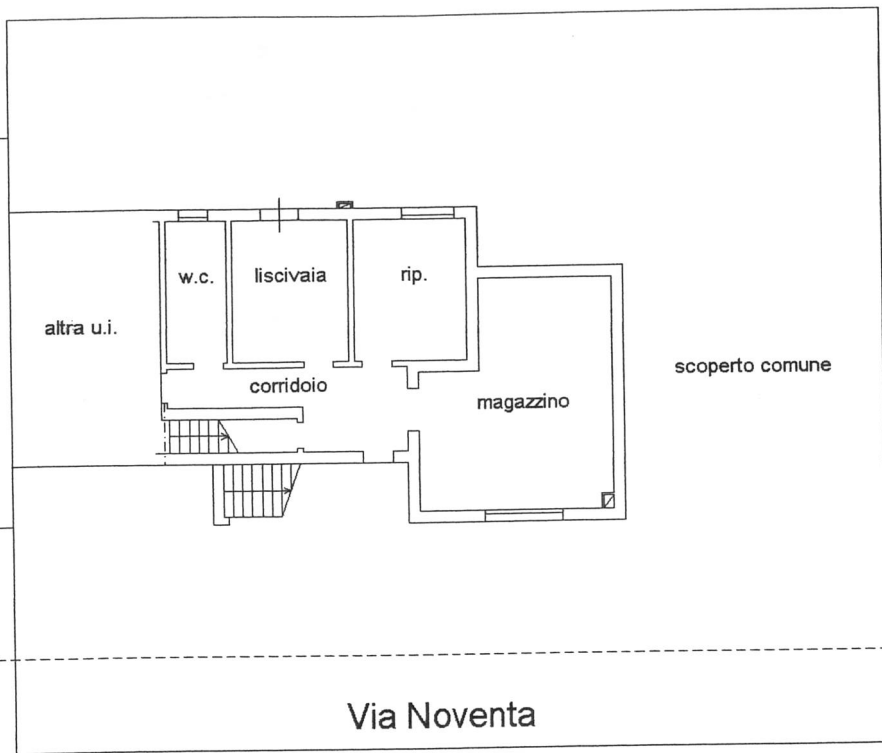 w.c.
liscivaia
rip.
altra u.i.
scoperto comune
corridoio
magazzino
Via Noventa